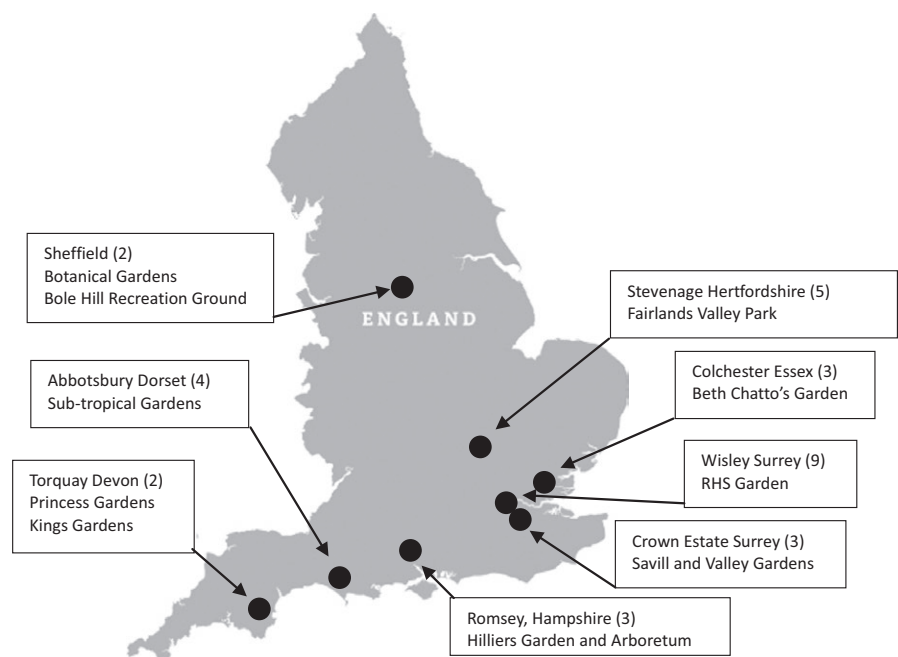 Sheffield (2)
Botanical Gardens
Bole Hill Recreation Ground
ENGLAND
Stevenage Hertfordshire (5)
Fairlands Valley Park
Abbotsbury Dorset (4)
Sub-tropical Gardens
Colchester Essex (3)
Beth Chatto’s Garden
Wisley Surrey (9)
RHS Garden
Torquay Devon (2)
Princess Gardens
Kings Gardens
Crown Estate Surrey (3)
Savill and Valley Gardens
Romsey, Hampshire (3)
Hilliers Garden and Arboretum